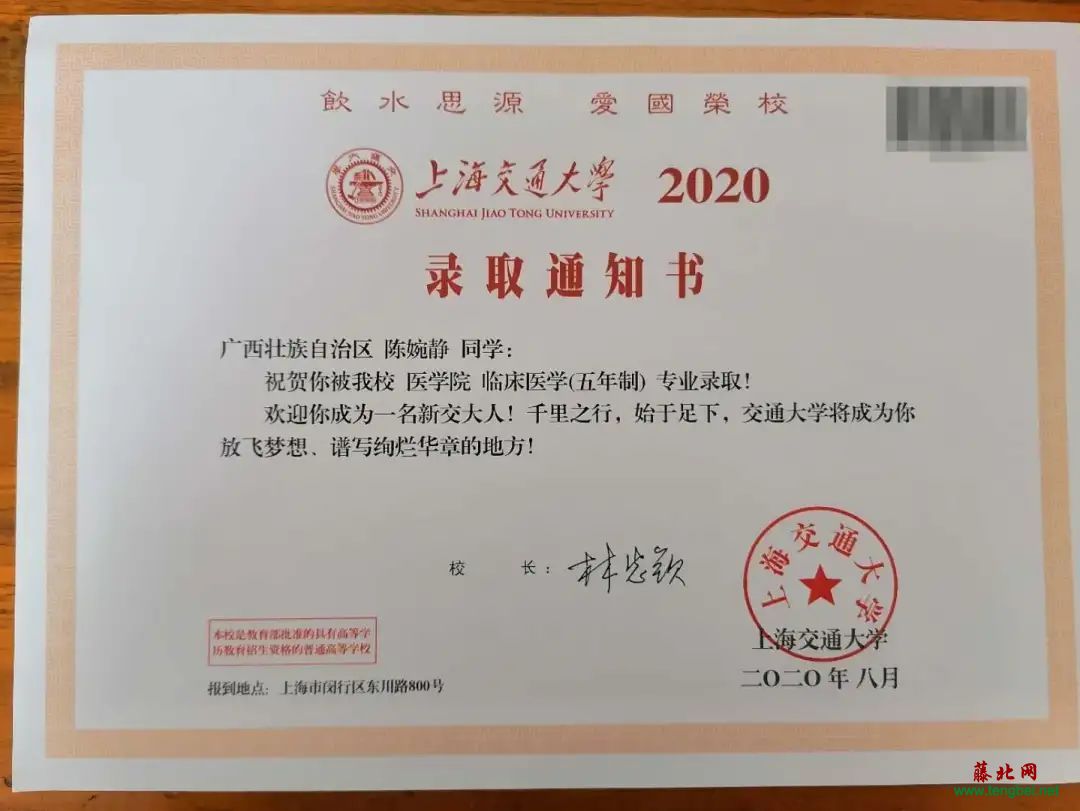 飲水思源 愛國榮校
上海交通大學 2020
SHANGHAI JIAO TONG UNIVERSITY
录取通知书
广西壮族自治区 陈婉静 同学:
祝贺你被我校 医学院 临床医学(五年制) 专业录取!
欢迎你成为一名新交大人! 千里之行, 始于足下, 交通大学将成为你
放飞梦想、谱写绚烂华章的地方!
校 长: 林忠钦
上海交通大学
本校是教育部批准的具有高等学
历教育招生资格的普通高等学校
上海交通大学
二〇二〇年 八月
报到地点: 上海市闵行区东川路800号
藤北网
www.tengbei.net